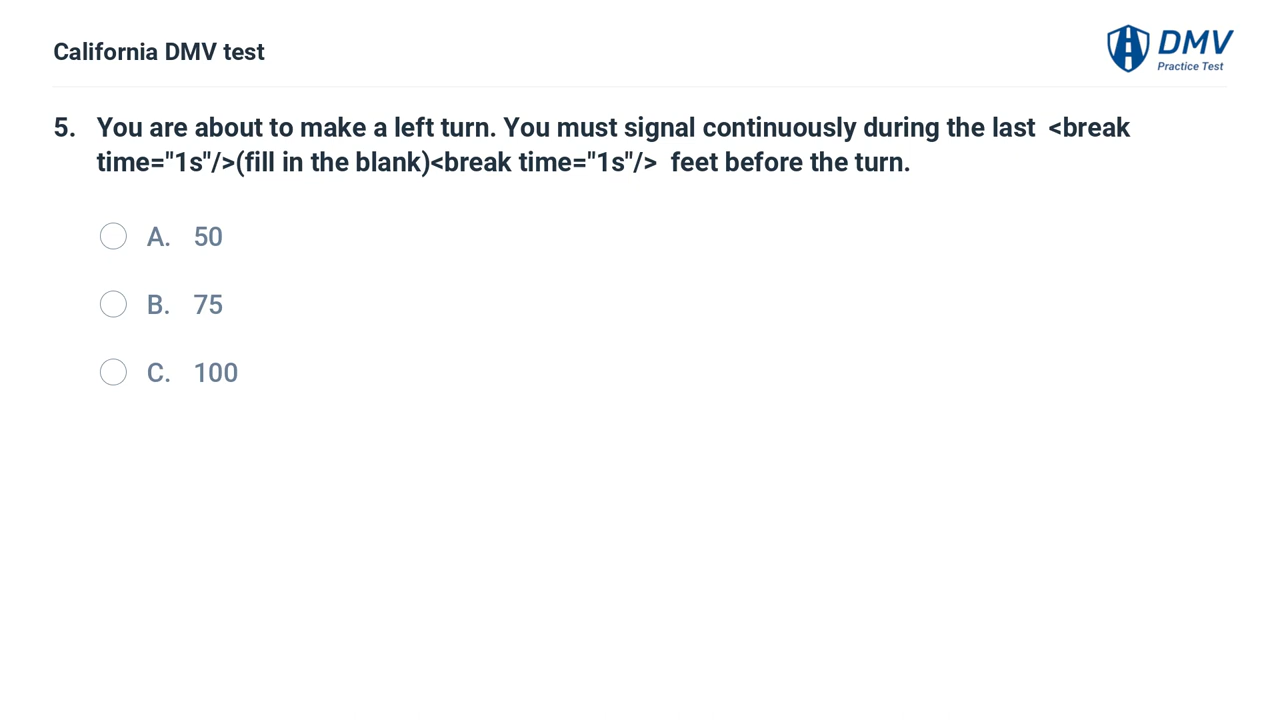 California DMV test
DMV
Practice Test
5. You are about to make a left turn. You must signal continuously during the last <break
time="1s"/>(fill in the blank)<break time="1s"/> feet before the turn.
A. 50
B. 75
C. 100